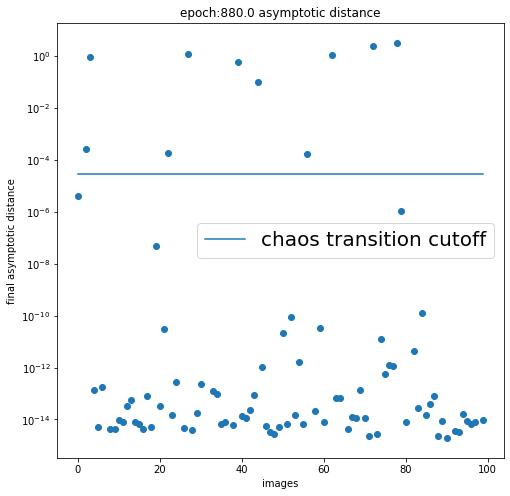 epoch:880.0 asymptotic distance
final asymptotic distance
10^0
10^-2
10^-4
10^-6
10^-8
10^-10
10^-12
10^-14
chaos transition cutoff
0 20 40 60 80 100
images